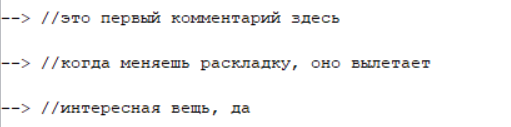 --> //это первый комментарий здесь
--> //когда меняешь раскладку, оно вылетает
--> //интересная вещь, да